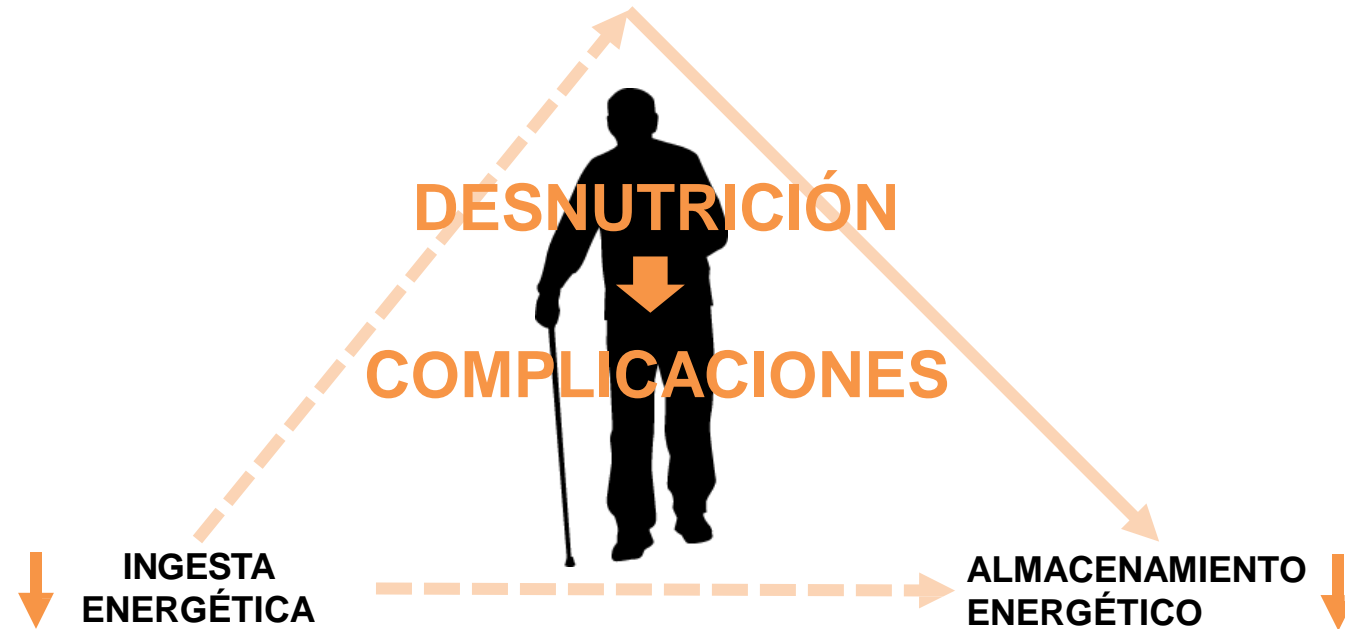 DESNUTRICIÓN
COMPLICACIONES
INGESTA
ENERGÉTICA
ALMACENAMIENTO
ENERGÉTICO